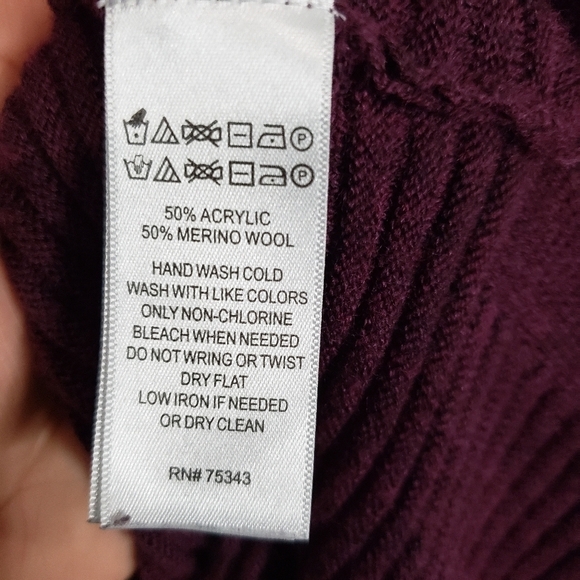 P
P
50% ACRYLIC
50% MERINO WOOL
HAND WASH COLD
WASH WITH LIKE COLORS
ONLY NON-CHLORINE
BLEACH WHEN NEEDED
DO NOT WRING OR TWIST
DRY FLAT
LOW IRON IF NEEDED
OR DRY CLEAN
RN# 75343